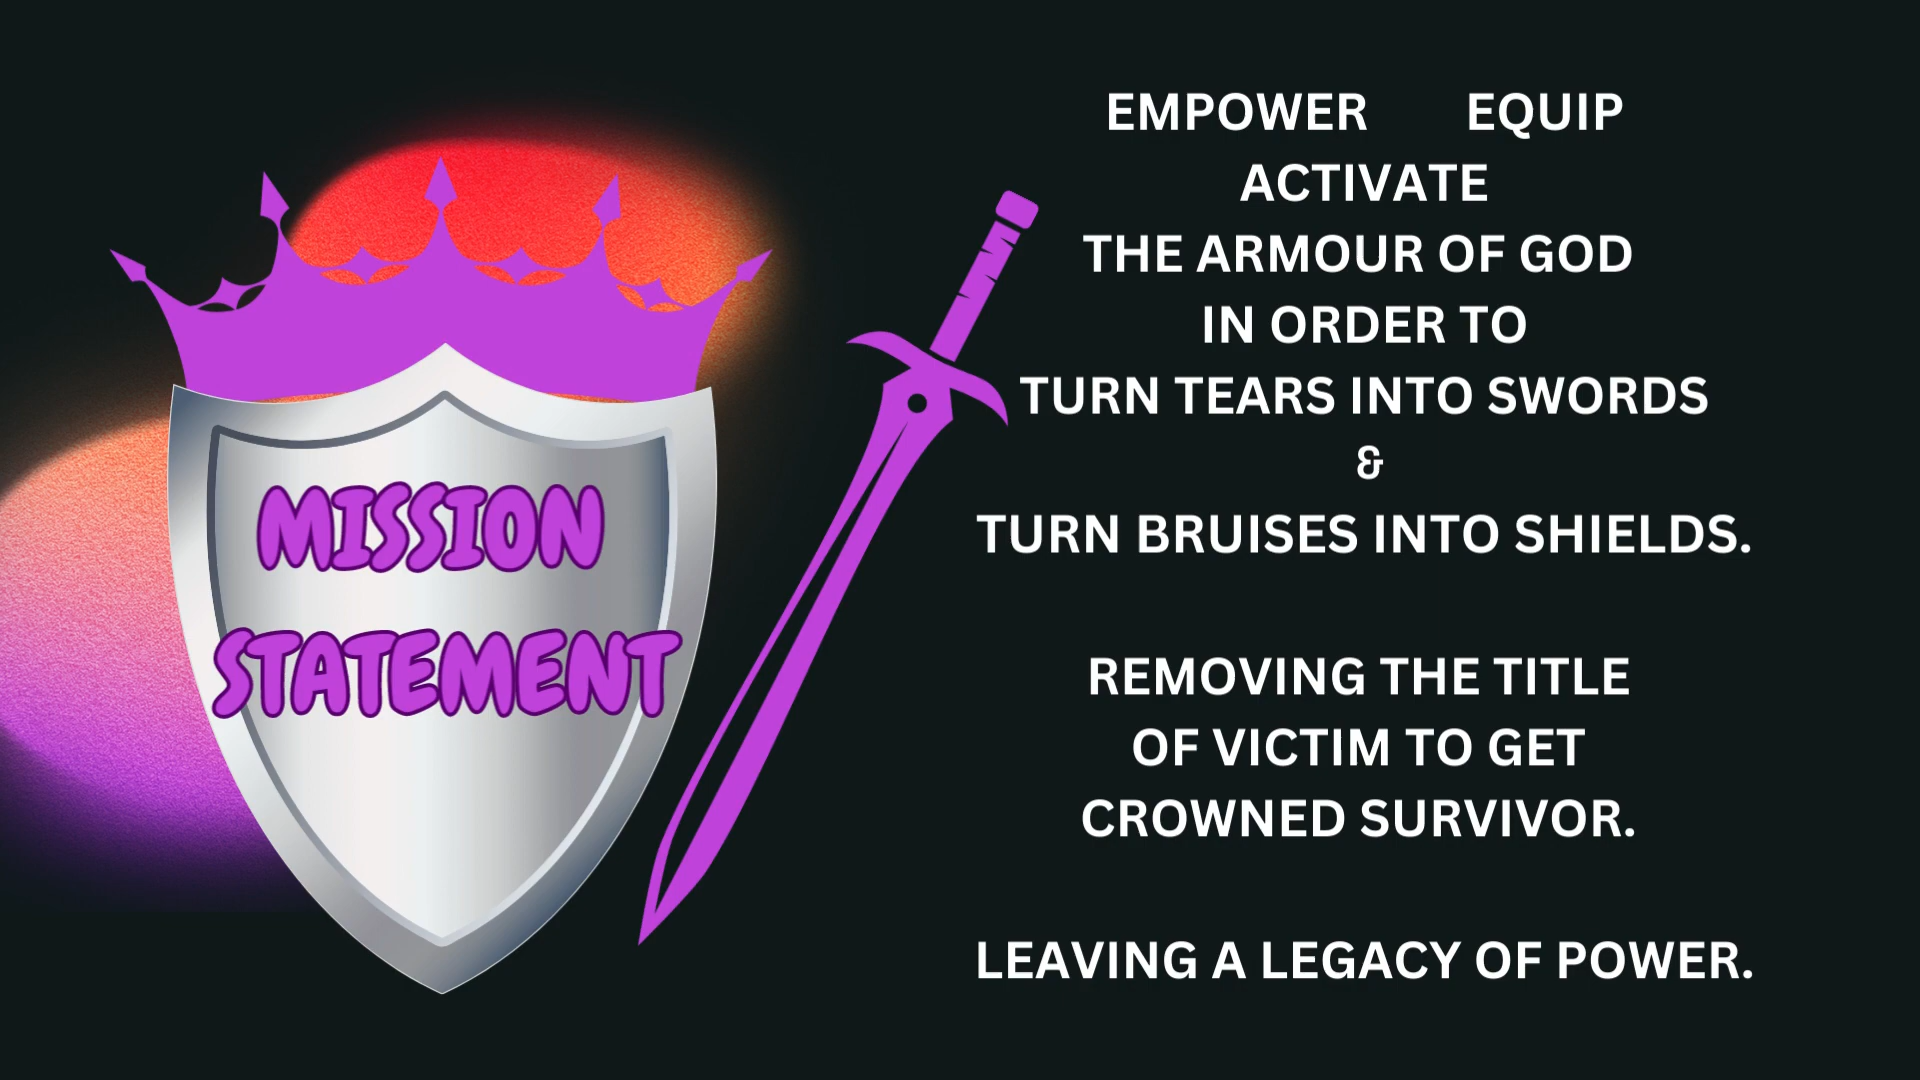 MISSION
STATEMENT
EMPOWER EQUIP
ACTIVATE
THE ARMOUR OF GOD
IN ORDER TO
TURN TEARS INTO SWORDS
&
TURN BRUISES INTO SHIELDS.
REMOVING THE TITLE
OF VICTIM TO GET
CROWNED SURVIVOR.
LEAVING A LEGACY OF POWER.